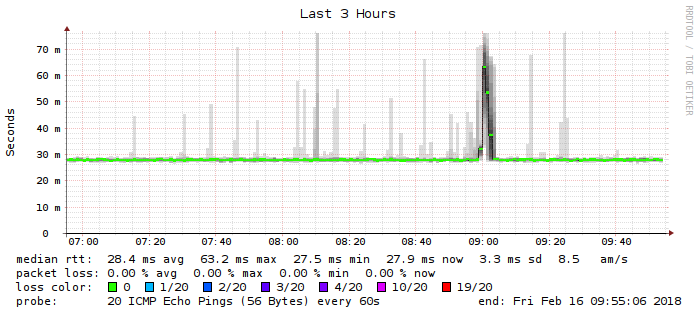 Last 3 Hours
RRDTOOL / TOBI OETIKER
Seconds
70 m
60 m
50 m
40 m
30 m
20 m
10 m
0
07:00 07:20 07:40 08:00 08:20 08:40 09:00 09:20 09:40
median rtt: 28.4 ms avg 63.2 ms max 27.5 ms min 27.9 ms now 3.3 ms sd 8.5 am/s
packet loss: 0.00 % avg 0.00 % max 0.00 % min 0.00 % now
loss color: 0 1/20 2/20 3/20 4/20 10/20 19/20
probe: 20 ICMP Echo Pings (56 Bytes) every 60s end: Fri Feb 16 09:55:06 2018